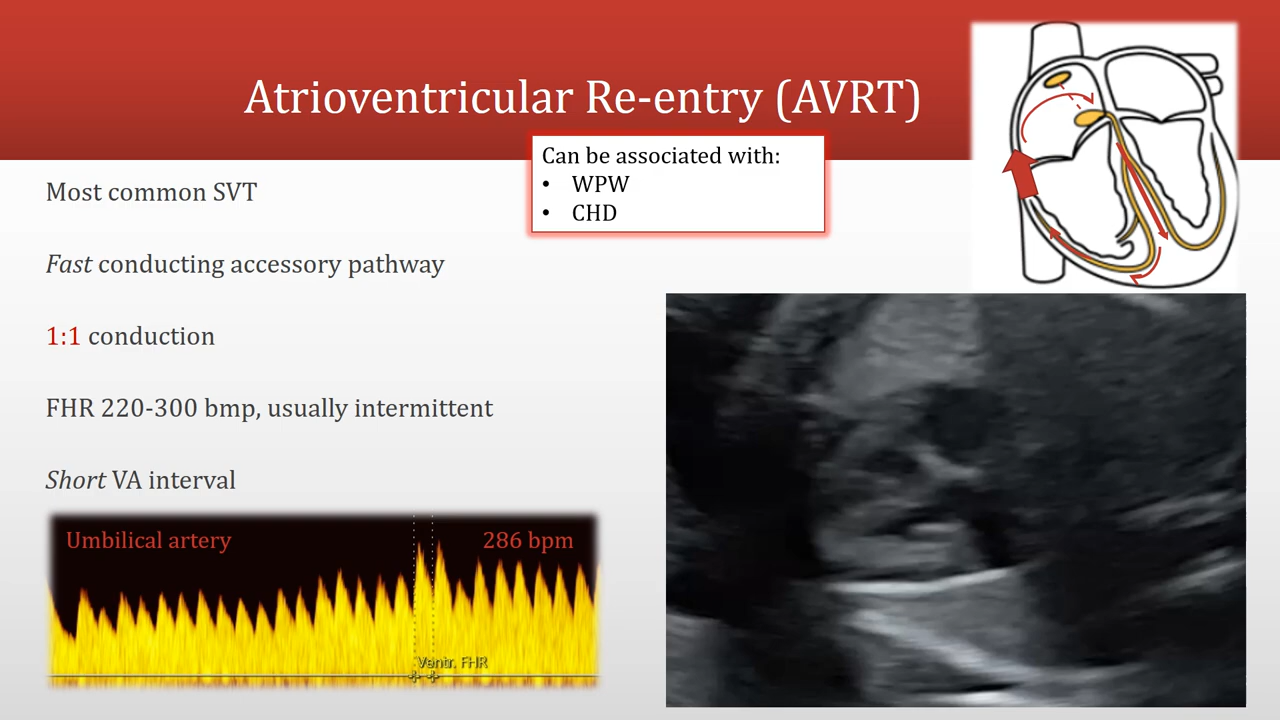 Atrioventricular Re-entry (AVRT)
Can be associated with:
• WPW
• CHD
Most common SVT
Fast conducting accessory pathway
1:1 conduction
FHR 220-300 bmp, usually intermittent
Short VA interval
Umbilical artery
286 bpm
Ventr. FHR